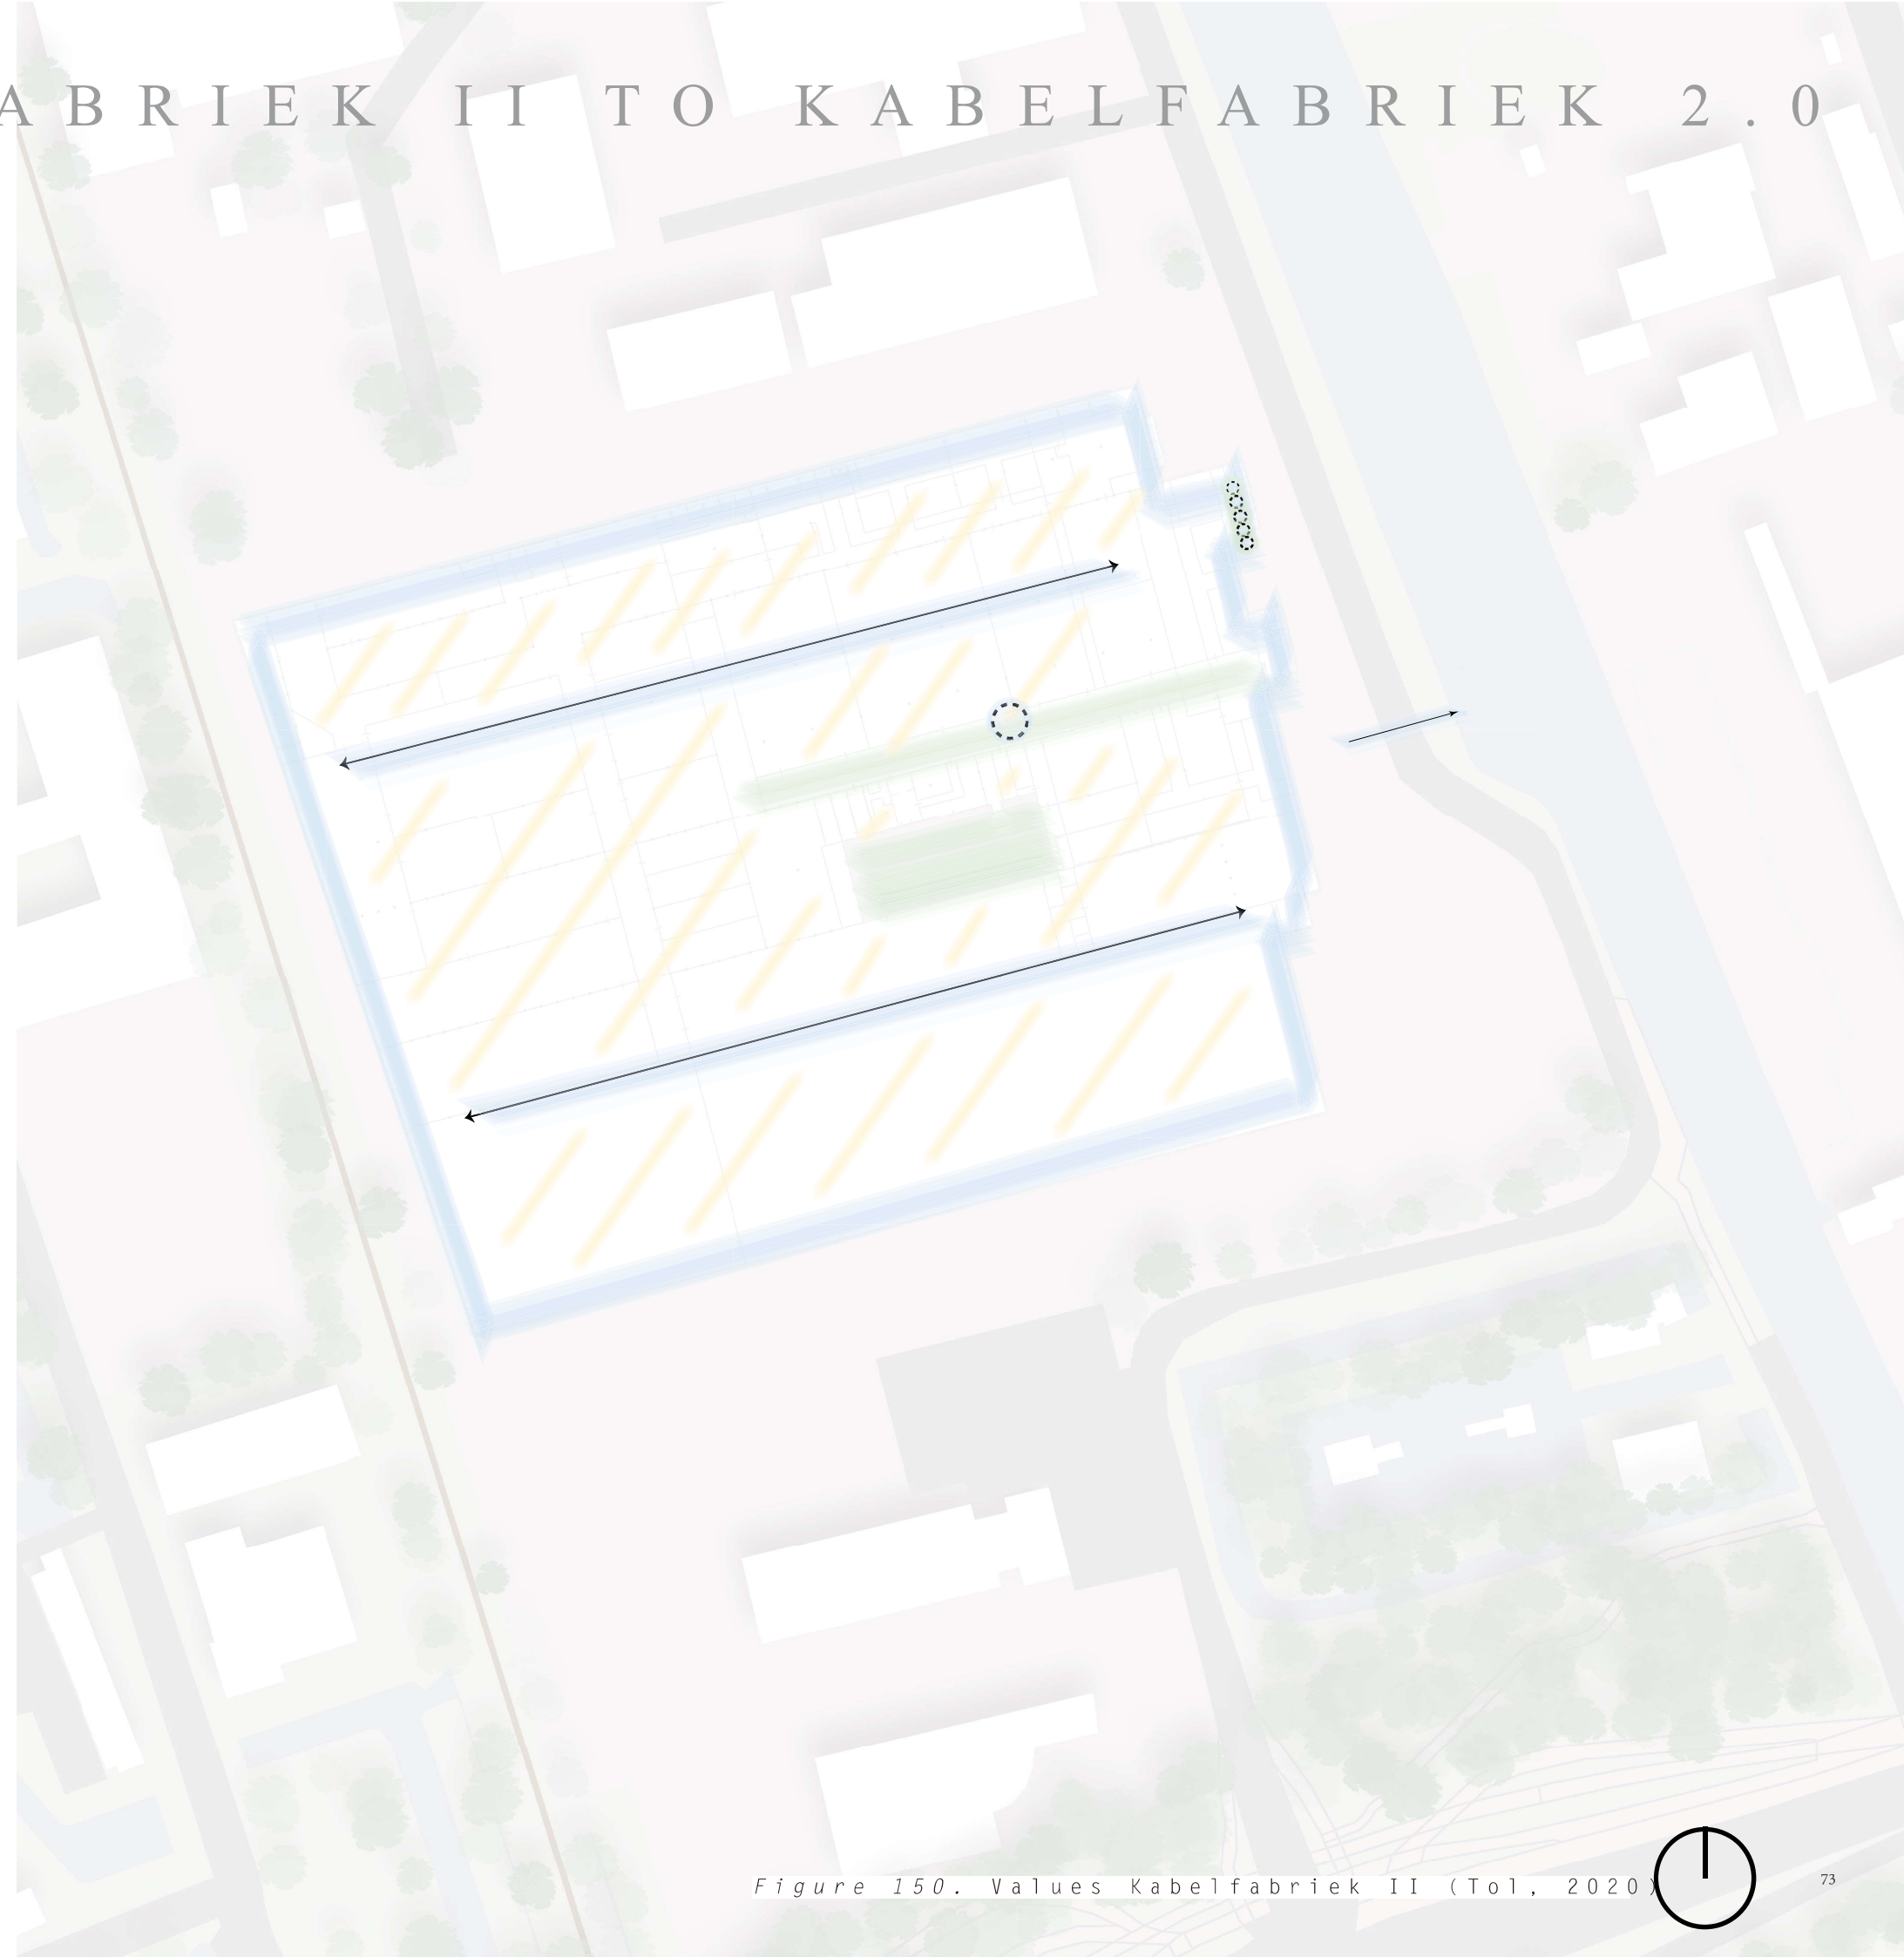 ABRIEK II TO KABELFABRIEK 2.0
Figure 150. Values Kabelfabriek II (Tol, 2020)
73